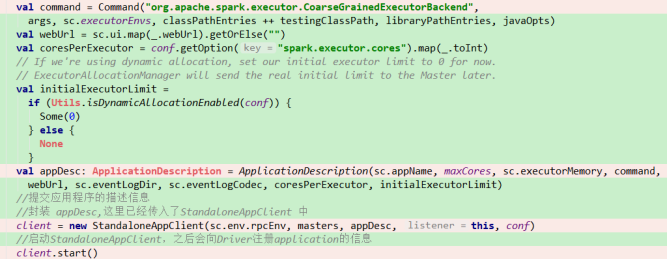 val command = Command("org.apache.spark.executor.CoarseGrainedExecutorBackend",
args, sc.executorEnvs, classPathEntries ++ testingClassPath, libraryPathEntries, javaOpts)
val webUrl = sc.ui.map(_.webUrl).getOrElse("")
val coresPerExecutor = conf.getOption( key = "spark.executor.cores").map(_.toInt)
// If we're using dynamic allocation, set our initial executor limit to 0 for now.
// ExecutorAllocationManager will send the real initial limit to the Master later.
val initialExecutorLimit =
if (Utils.isDynamicAllocationEnabled(conf)) {
Some(0)
} else {
None
}
val appDesc: ApplicationDescription = ApplicationDescription(sc.appName, maxCores, sc.executorMemory, command,
webUrl, sc.eventLogDir, sc.eventLogCodec, coresPerExecutor, initialExecutorLimit)
//提交应用程序的描述信息
//封装 appDesc,这里已经传入了StandaloneAppClient 中
client = new StandaloneAppClient(sc.env.rpcEnv, masters, appDesc, listener = this, conf)
//启动StandaloneAppClient，之后会向Driver注册application的信息
client.start()